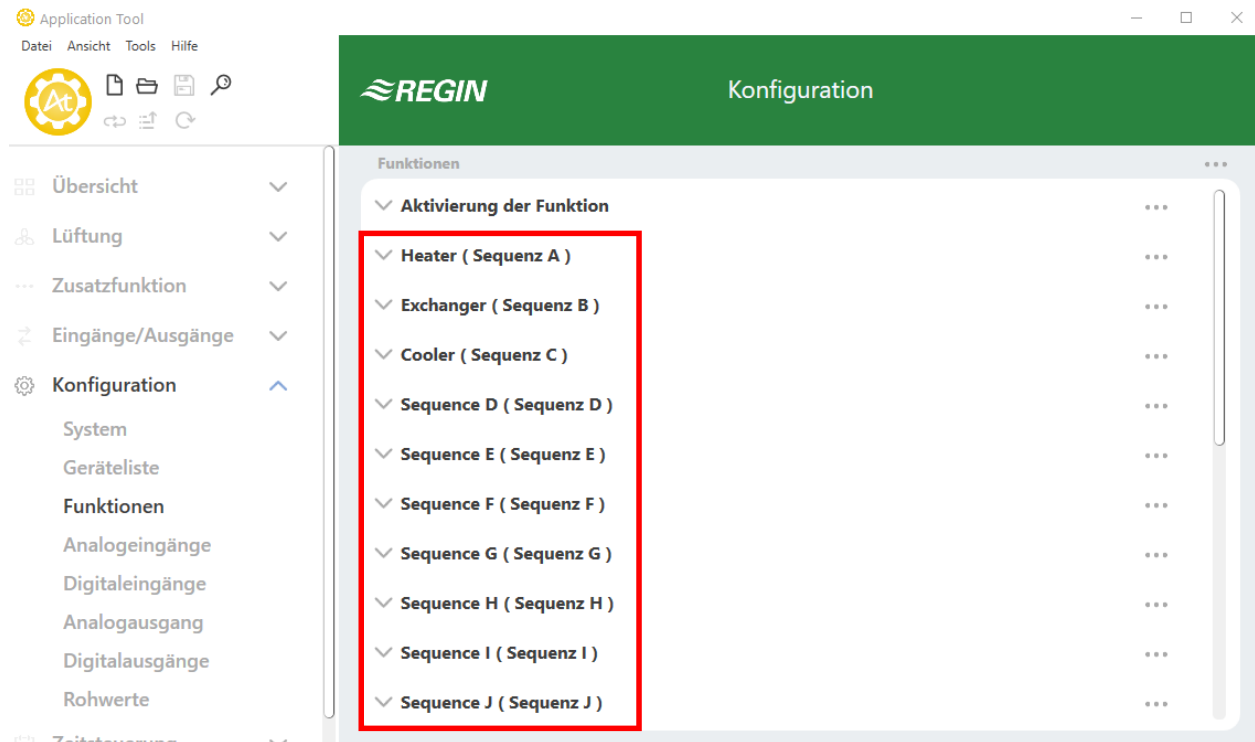 Application Tool
Datei Ansicht Tools Hilfe
At
REGIN
Konfiguration
Übersicht
Lüftung
Zusatzfunktion
Eingänge/Ausgänge
Konfiguration
System
Geräteliste
Funktionen
Analogeingänge
Digitaleingänge
Analogausgang
Digitalausgänge
Rohwerte
Zeitsteuerung
Funktionen
Aktivierung der Funktion
Heater ( Sequenz A )
Exchanger ( Sequenz B )
Cooler ( Sequenz C )
Sequence D ( Sequenz D )
Sequence E ( Sequenz E )
Sequence F ( Sequenz F )
Sequence G ( Sequenz G )
Sequence H ( Sequenz H )
Sequence I ( Sequenz I )
Sequence J ( Sequenz J )